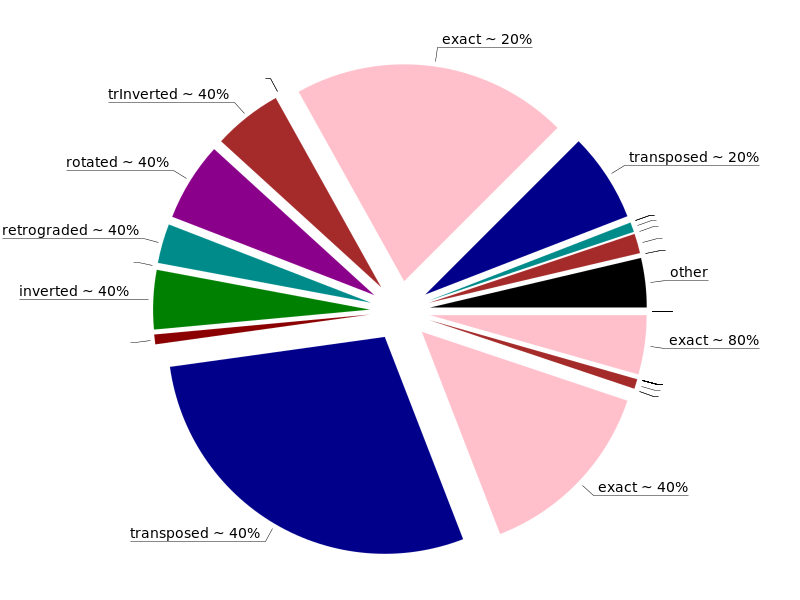 exact ~ 20%
trInverted ~ 40%
transposed ~ 20%
rotated ~ 40%
retrograded ~ 40%
other
inverted ~ 40%
exact ~ 80%
exact ~ 40%
transposed ~ 40%